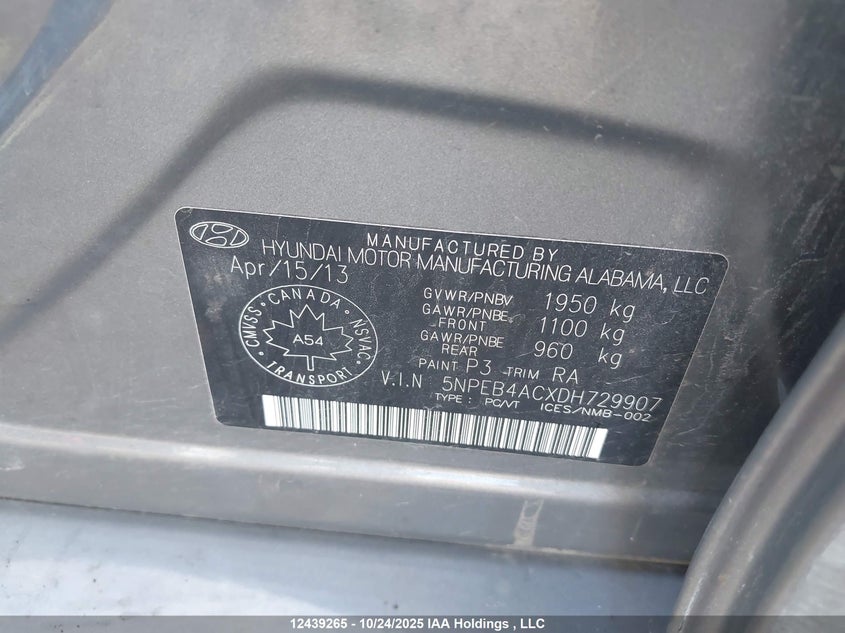 MANUFACTURED BY
HYUNDAI MOTOR MANUFACTURING ALABAMA, LLC
Apr/15/13
GVWR/PNBV 1950 kg
GAWR/PNBE FRONT 1100 kg
GAWR/PNBE REAR 960 kg
PAINT P3 TRIM RA
V.I.N 5NPEB4ACXDH729907
TYPE : PC/VT ICES/NMB-002
CANADA
CMVSS NSVAC
A54
TRANSPORT
12439265 - 10/24/2025 IAA Holdings , LLC